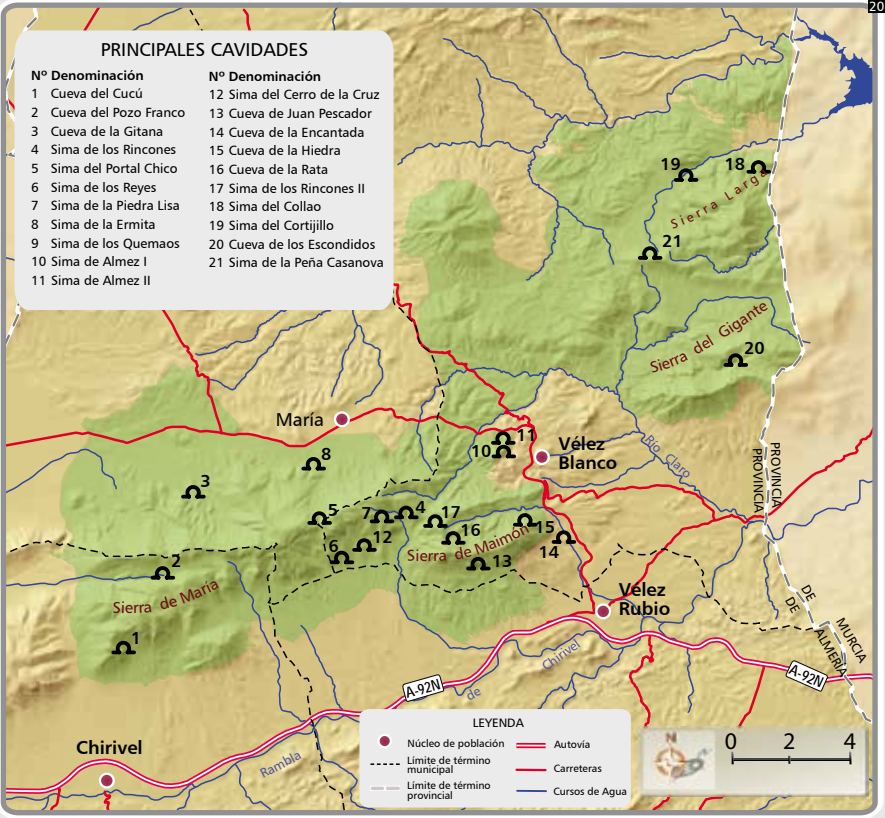 20
PRINCIPALES CAVIDADES
Nº Denominación
1 Cueva del Cucú
2 Cueva del Pozo Franco
3 Cueva de la Gitana
4 Sima de los Rincones
5 Sima del Portal Chico
6 Sima de los Reyes
7 Sima de la Piedra Lisa
8 Sima de la Ermita
9 Sima de los Quemaos
10 Sima de Almez I
11 Sima de Almez II
Nº Denominación
12 Sima del Cerro de la Cruz
13 Cueva de Juan Pescador
14 Cueva de la Encantada
15 Cueva de la Hiedra
16 Cueva de la Rata
17 Sima de los Rincones II
18 Sima del Collao
19 Sima del Cortijillo
20 Cueva de los Escondidos
21 Sima de la Peña Casanova
19
18
Sierra Larga
21
Sierra del Gigante
20
María
11
10
Vélez
Blanco
Río Claro
PROVINCIA
PROVINCIA
8
3
5
7
4
17
16
15
14
12
6
13
Sierra de Maimón
2
Sierra de María
1
Vélez
Rubio
DE
DE
MURCIA
ALMERÍA
A-92N
A-92N
Chirivel
de
Rambla
Chirivel
LEYENDA
Núcleo de población
Límite de término
municipal
Límite de término
provincial
Autovía
Carreteras
Cursos de Agua
N
0 2 4